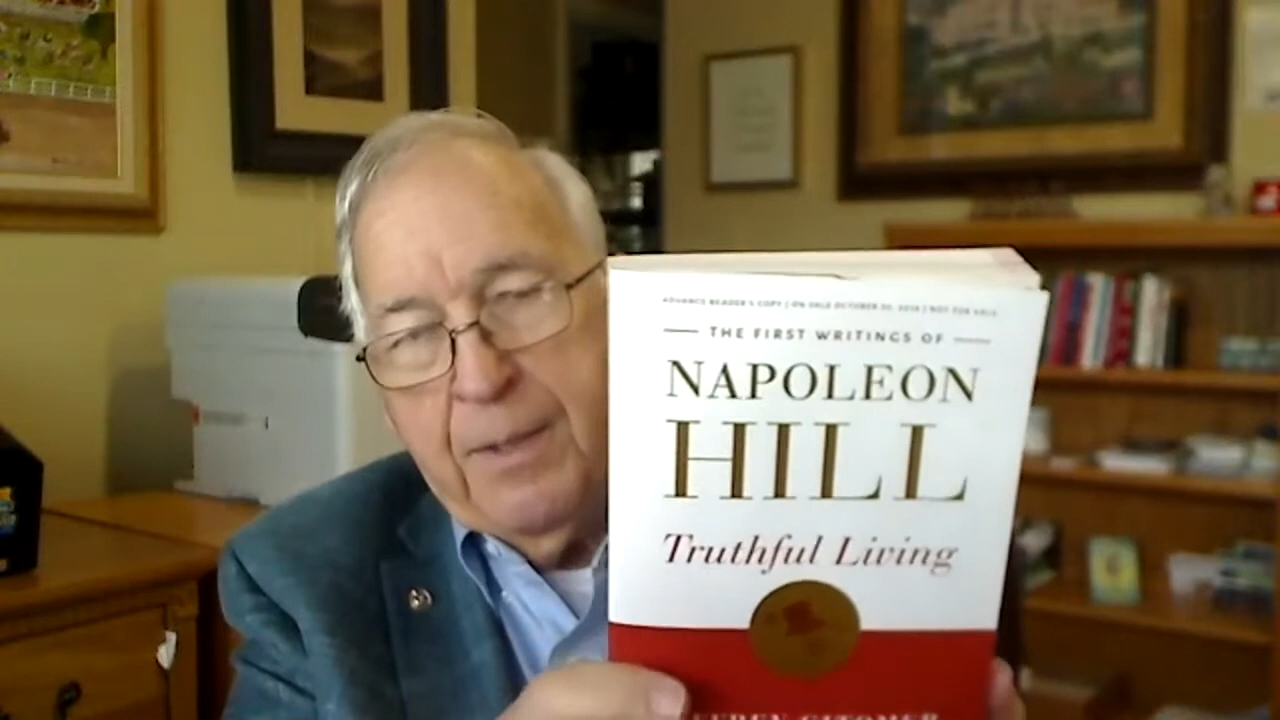 ADVANCE READER'S COPY | ON SALE OCTOBER 30, 2018 | NOT FOR SALE
THE FIRST WRITINGS OF
NAPOLEON
HILL
Truthful Living
GITOMER